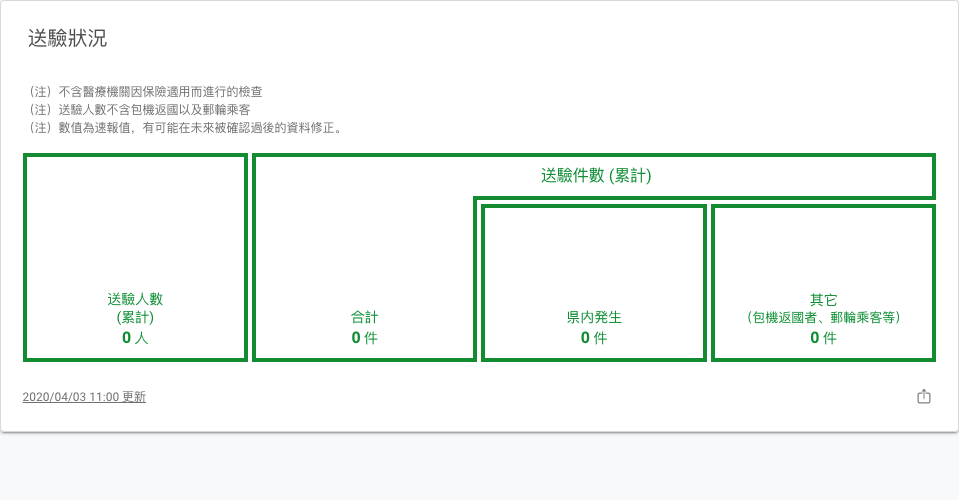 送驗狀況
（注）不含醫療機關因保險適用而進行的檢查
（注）送驗人數不含包機返國以及郵輪乘客
（注）數值為速報值，有可能在未來被確認過後的資料修正。
送驗件數 (累計)
送驗人數
(累計)
0 人
合計
0 件
県内発生
0 件
其它
（包機返國者、郵輪乘客等）
0 件
2020/04/03 11:00 更新